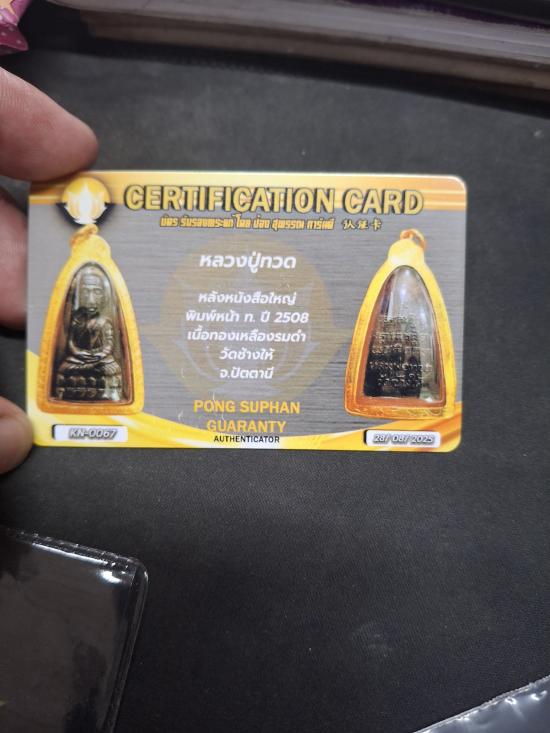 CERTIFICATION CARD
บัตร รับรองพระแท้ โดย ป๋อง สุพรรณ การันตี 认证卡
หลวงปู่ทวด
หลังหนังสือใหญ่
พิมพ์หน้า ท. ปี 2508
เนื้อทองเหลืองรมดำ
วัดช้างให้
จ.ปัตตานี
PONG SUPHAN
GUARANTY
AUTHENTICATOR
KN-0067
28/ 08/ 2025